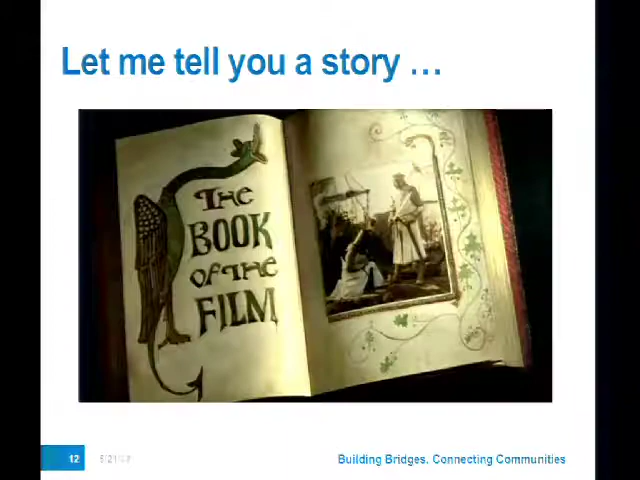 Let me tell you a story ...
The
BOOK
of the
FILM
12
Building Bridges. Connecting Communities